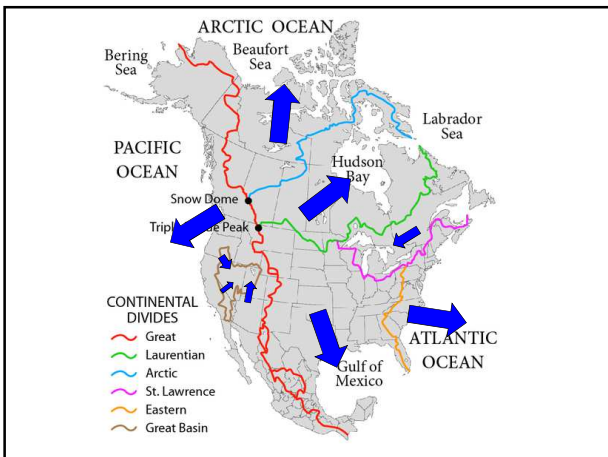 ARCTIC OCEAN
Bering
Sea
Beaufort
Sea
Labrador
Sea
PACIFIC
OCEAN
Hudson
Bay
Snow Dome
Peak
CONTINENTAL
DIVIDES
Great
Laurentian
Arctic
St. Lawrence
Eastern
Great Basin
ATLANTIC
OCEAN
Gulf of
Mexico